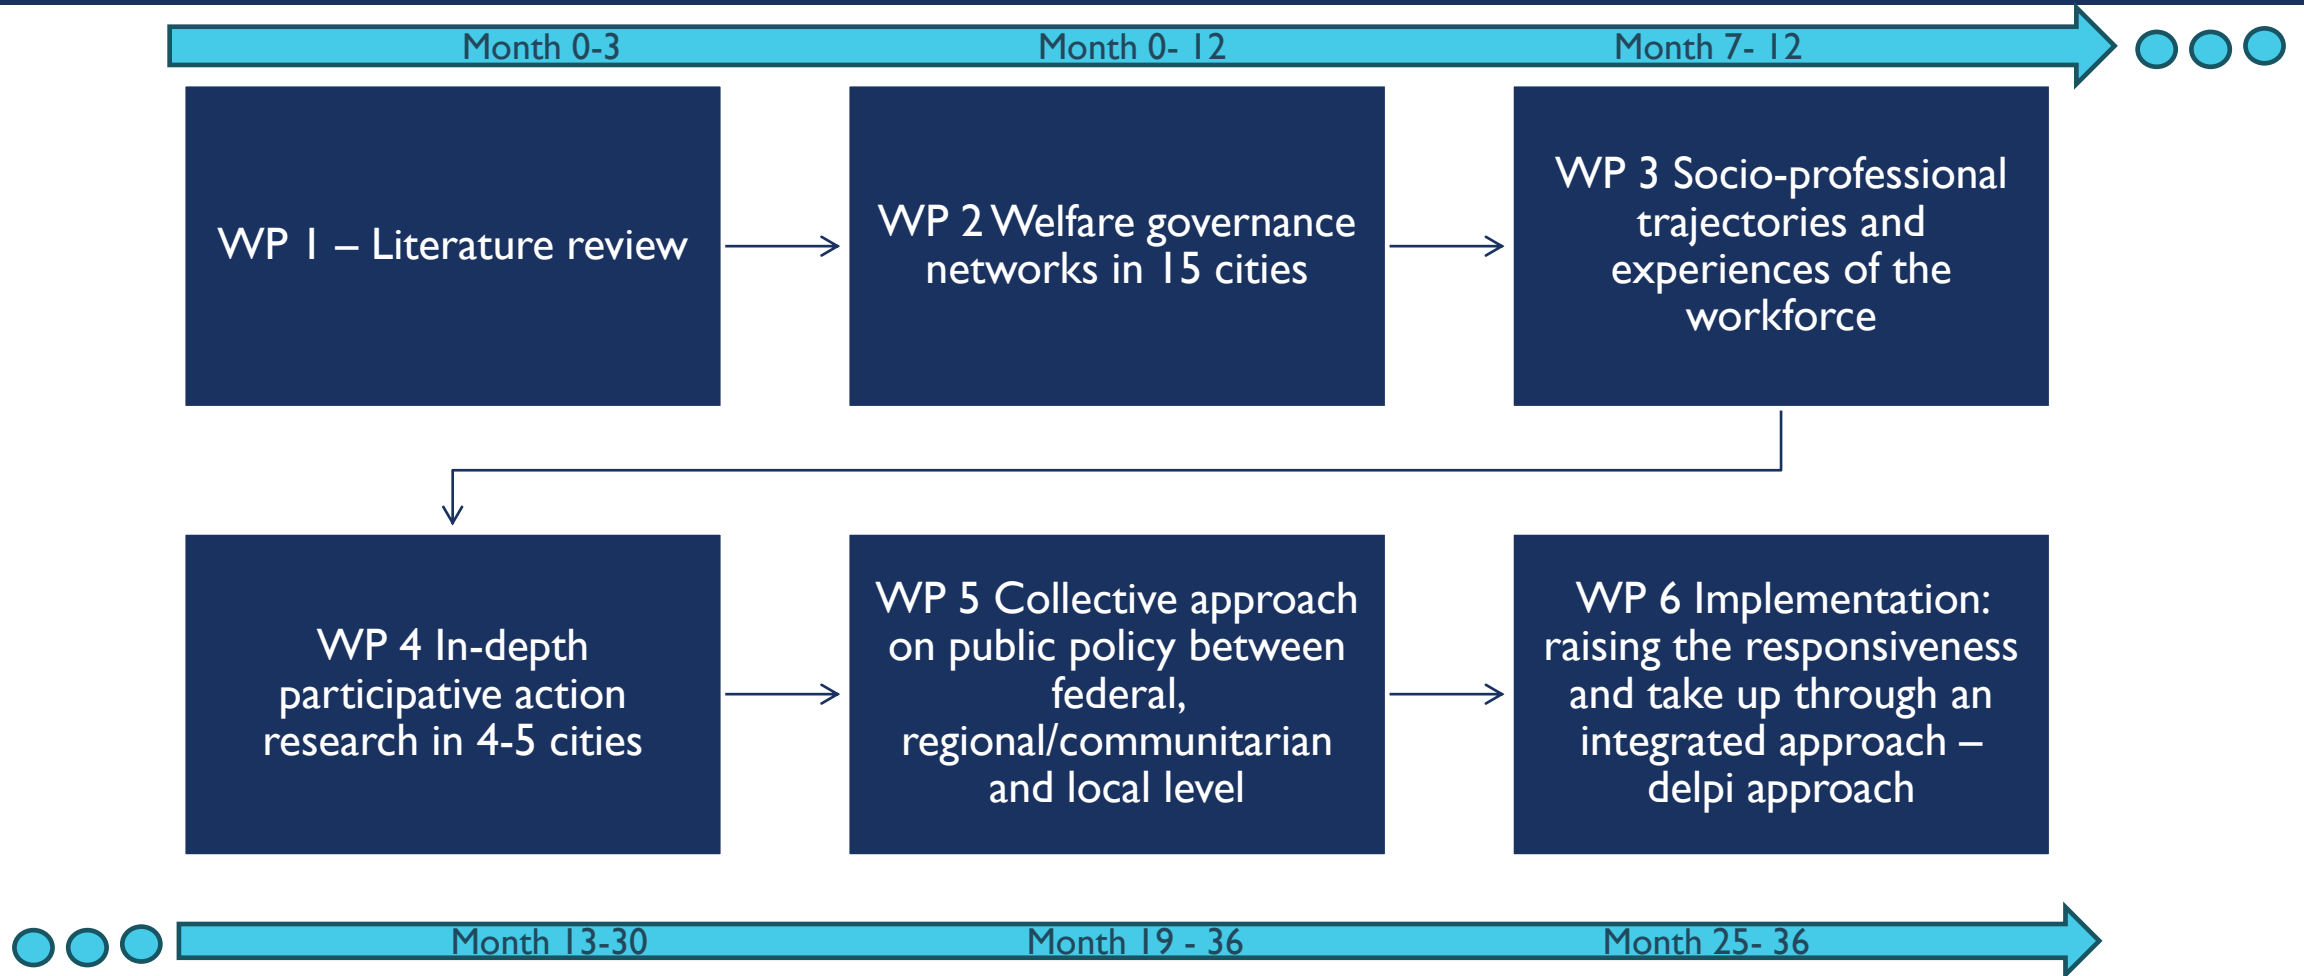 Month 0-3
Month 0- 12
Month 7- 12
WP 1 – Literature review
WP 2 Welfare governance
networks in 15 cities
WP 3 Socio-professional
trajectories and
experiences of the
workforce
WP 4 In-depth
participative action
research in 4-5 cities
WP 5 Collective approach
on public policy between
federal,
regional/communitarian
and local level
WP 6 Implementation:
raising the responsiveness
and take up through an
integrated approach –
delpi approach
Month 13-30
Month 19 - 36
Month 25- 36